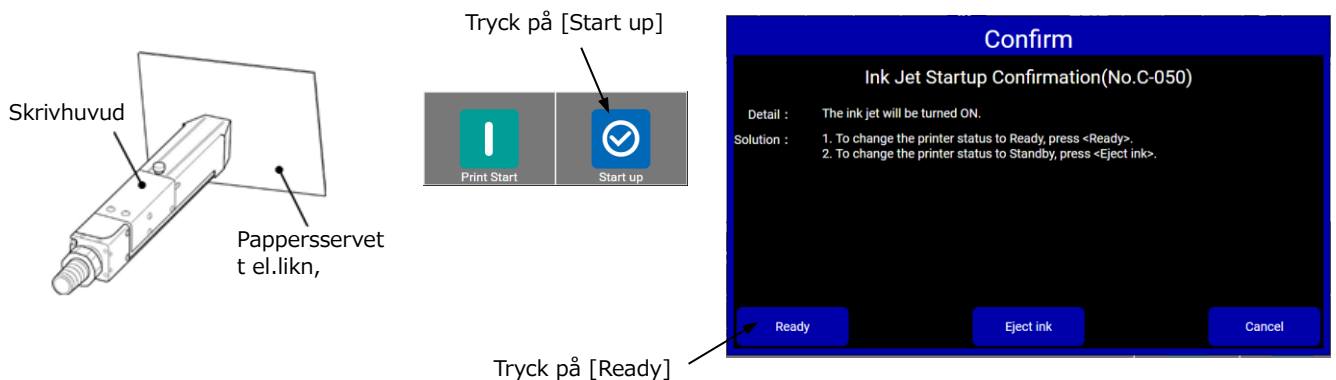 Tryck på [Start up]
Skrivhuvud
Pappersservet
t el.likn,
Print Start
Start up
Confirm
Ink Jet Startup Confirmation(No.C-050)
Detail : The ink jet will be turned ON.
Solution : 1. To change the printer status to Ready, press <Ready>.
2. To change the printer status to Standby, press <Eject ink>.
Ready
Eject ink
Cancel
Tryck på [Ready]